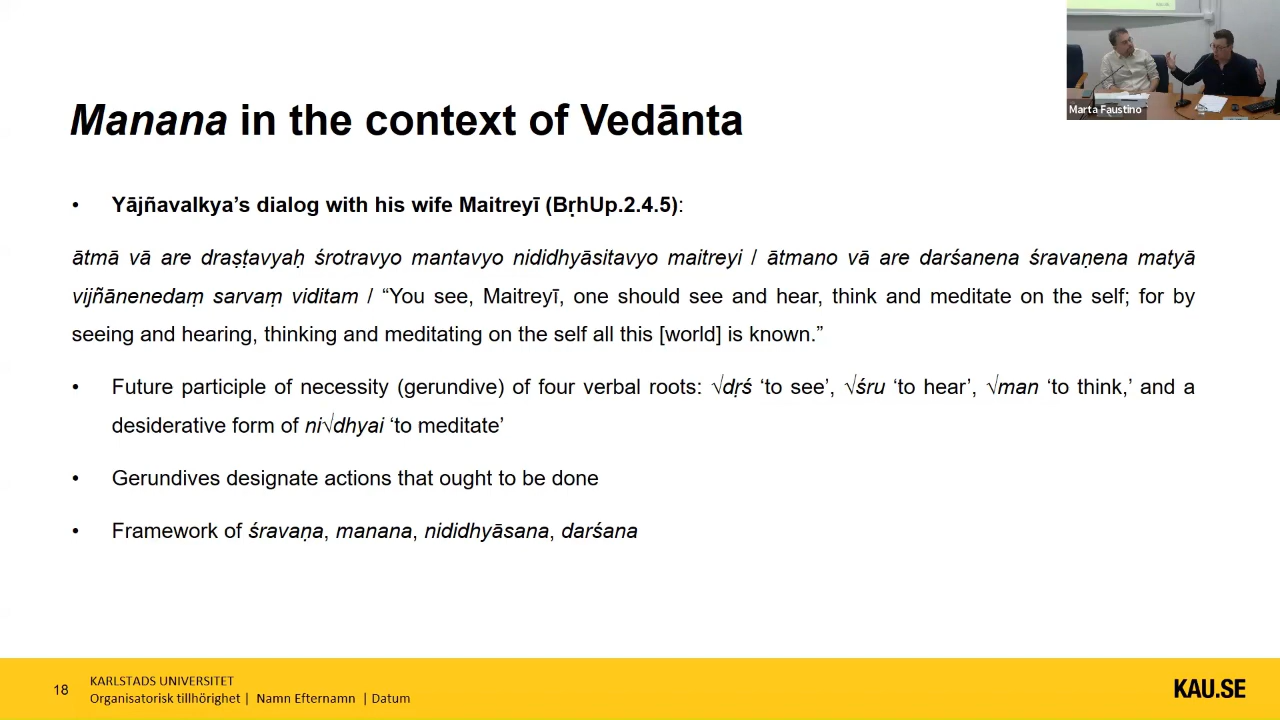 Manana in the context of Vedānta
Marta Faustino
• Yājñavalkya’s dialog with his wife Maitreyī (BṛhUp.2.4.5):
ātmā vā are draṣṭavyaḥ śrotravyo mantavyo nididhyāsitavyo maitreyi / ātmano vā are darśanena śravaṇena matyā
vijñānenedaṃ sarvaṃ viditam / “You see, Maitreyī, one should see and hear, think and meditate on the self; for by
seeing and hearing, thinking and meditating on the self all this [world] is known.”
• Future participle of necessity (gerundive) of four verbal roots: √dṛś ‘to see’, √śru ‘to hear’, √man ‘to think,’ and a
desiderative form of ni√dhyai ‘to meditate’
• Gerundives designate actions that ought to be done
• Framework of śravaṇa, manana, nididhyāsana, darśana
18
KARLSTADS UNIVERSITET
Organisatorisk tillhörighet | Namn Efternamn | Datum
KAU.SE